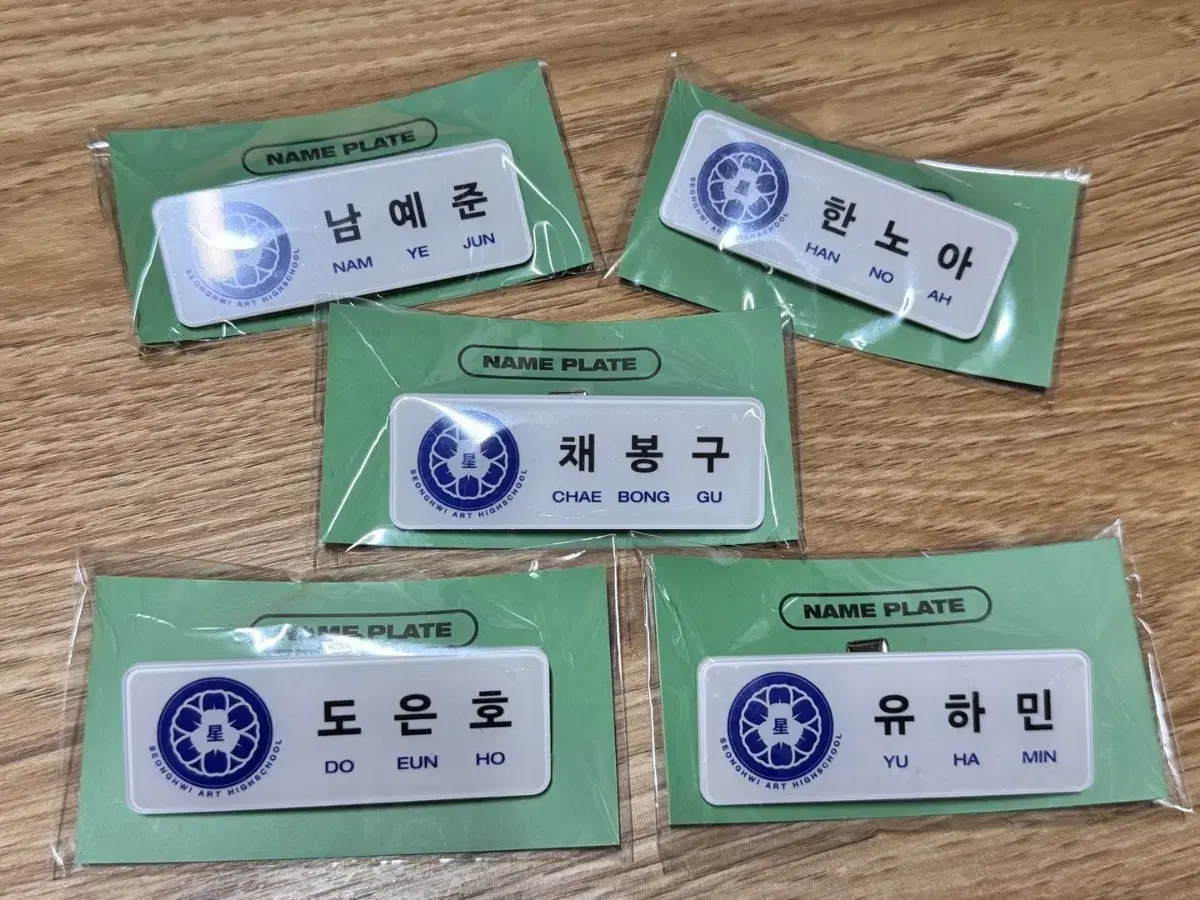 NAME PLATE
남 예 준
NAM YE JUN
星
SEONGHWI ART HIGHSCHOOL
한 노 아
HAN NO AH
星
SEONGHWI ART HIGHSCHOOL
NAME PLATE
채 봉 구
CHAE BONG GU
星
SEONGHWI ART HIGHSCHOOL
NAME PLATE
도 은 호
DO EUN HO
星
SEONGHWI ART HIGHSCHOOL
NAME PLATE
유 하 민
YU HA MIN
星
SEONGHWI ART HIGHSCHOOL